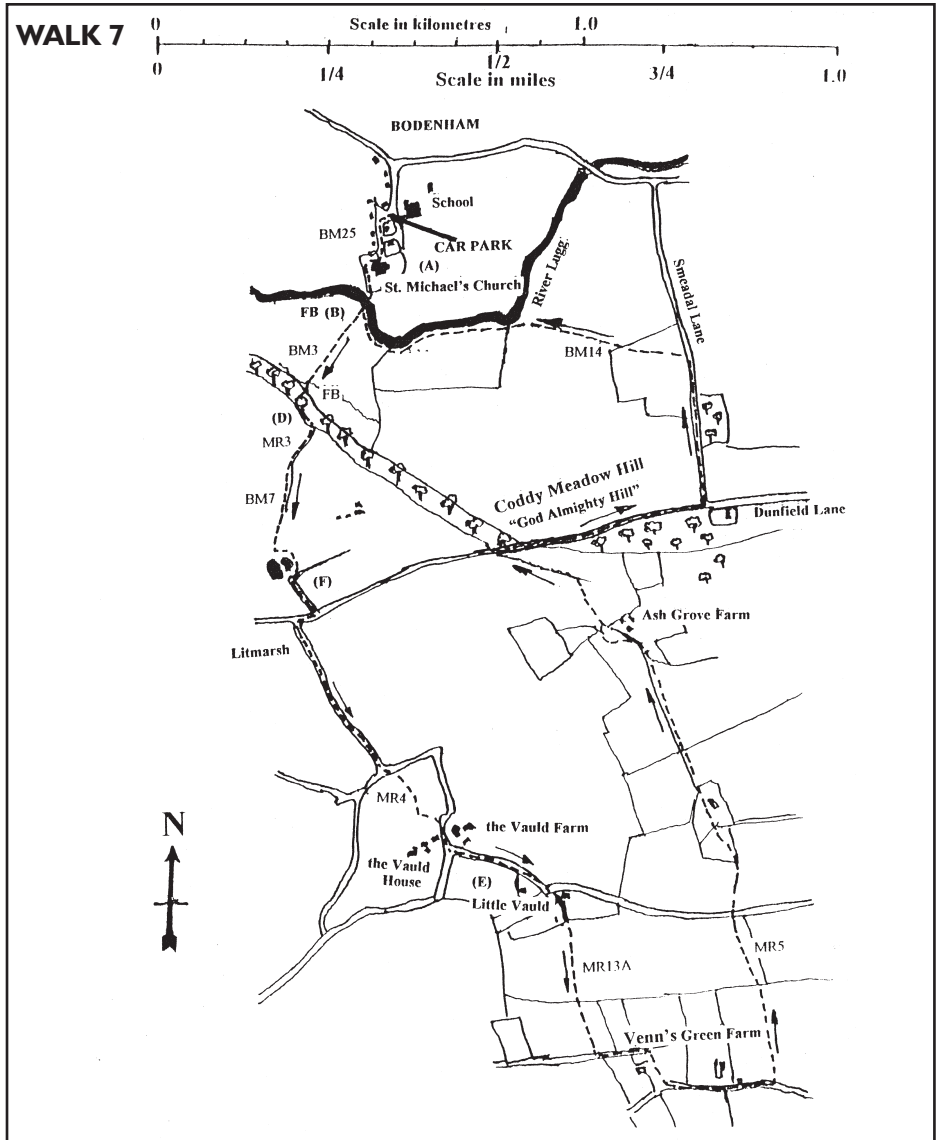 WALK 7
0 Scale in kilometres 1.0
0 1/4 1/2 3/4 1.0
Scale in miles
BODENHAM
School
BM25
CAR PARK
(A)
St. Michael's Church
River Lugg
FB (B)
Smeadal Lane
BM3
BM14
FB
(D)
MR3
Coddy Meadow Hill
"God Almighty Hill"
BM7
Dunfield Lane
(F)
Ash Grove Farm
Litmarsh
MR4
the Vauld Farm
the Vauld
House
(E)
Little Vauld
N
MR5
MR13A
Venn's Green Farm